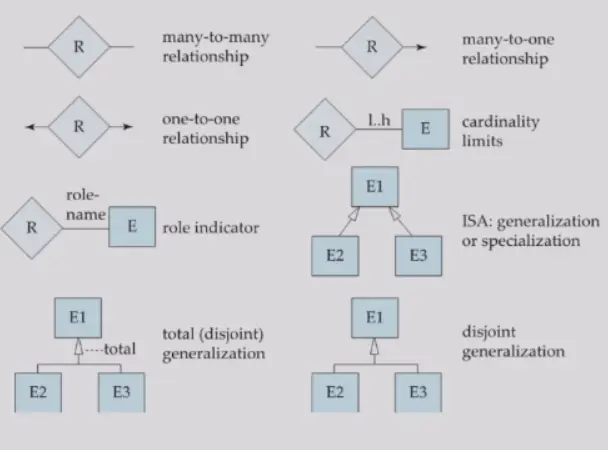 R
many-to-many
relationship
R
many-to-one
relationship
R
one-to-one
relationship
R
l..h
E
cardinality
limits
R
role-
name
E
role indicator
E1
E2
E3
ISA: generalization
or specialization
E1
total
E2
E3
total (disjoint)
generalization
E1
E2
E3
disjoint
generalization